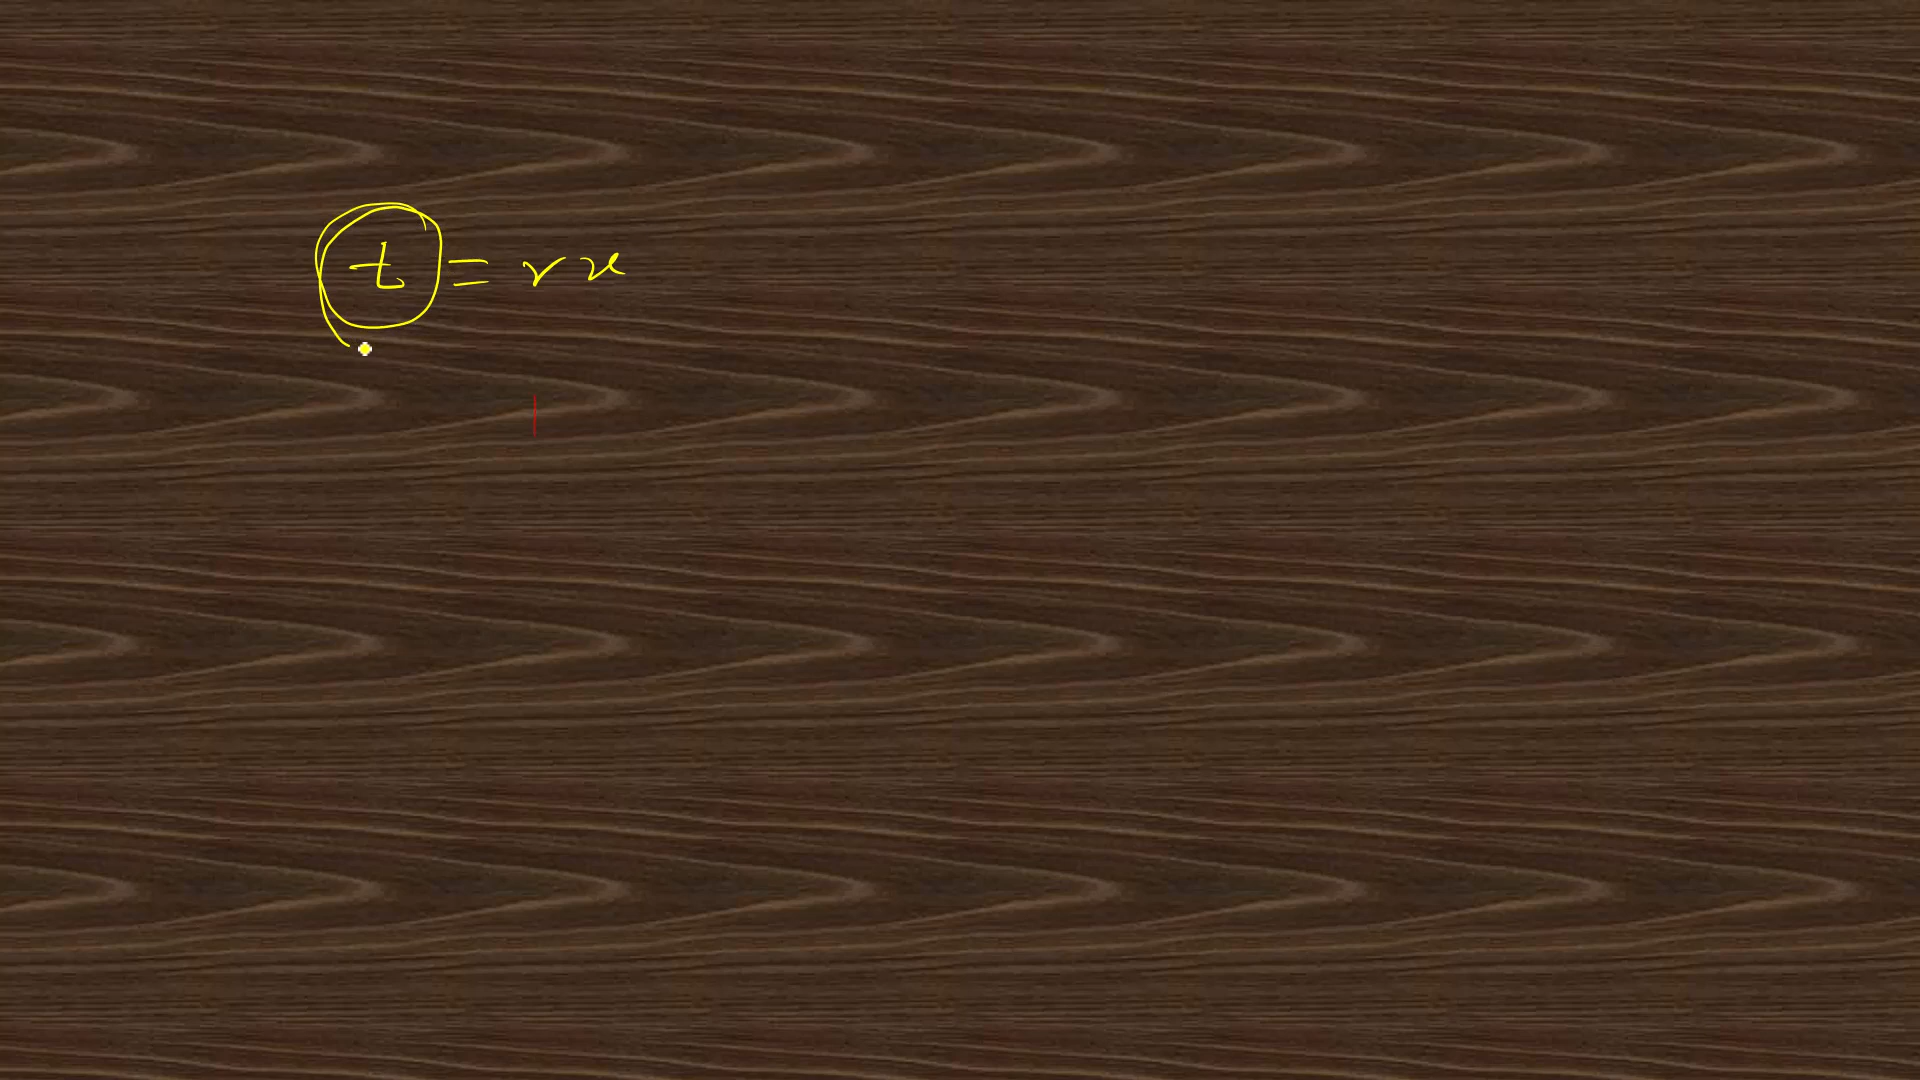 t = rx